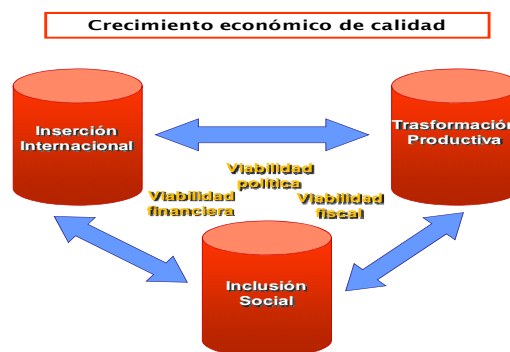 Crecimiento económico de calidad
Inserción
Internacional
Trasformación
Productiva
Viabilidad
política
Viabilidad
financiera
Viabilidad
fiscal
Inclusión
Social